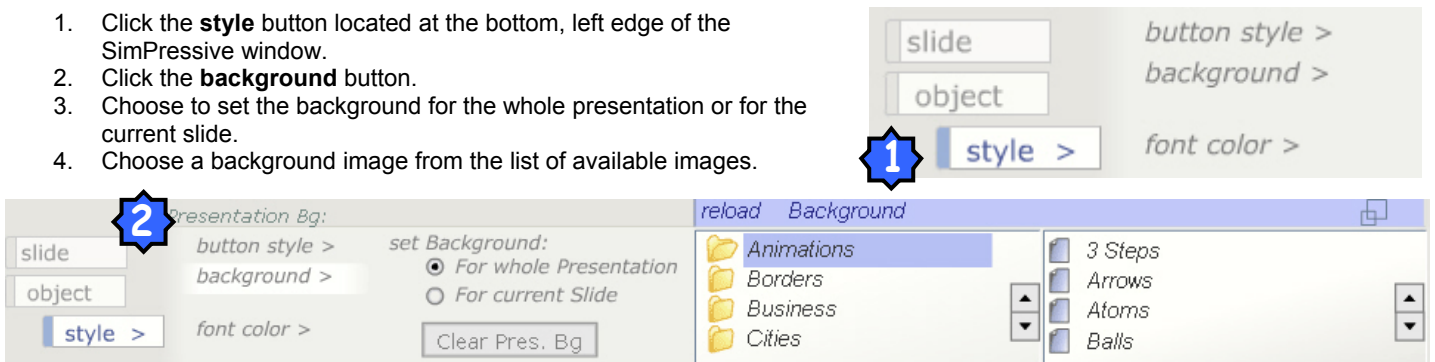 1. Click the style button located at the bottom, left edge of the
SimPressive window.
2. Click the background button.
3. Choose to set the background for the whole presentation or for the
current slide.
4. Choose a background image from the list of available images.
slide
object
style >
button style >
background >
font color >
1
2
Presentation Bg:
slide
object
style >
button style >
background >
font color >
set Background:
For whole Presentation
For current Slide
Clear Pres. Bg
reload Background
Animations
Borders
Business
Cities
3 Steps
Arrows
Atoms
Balls